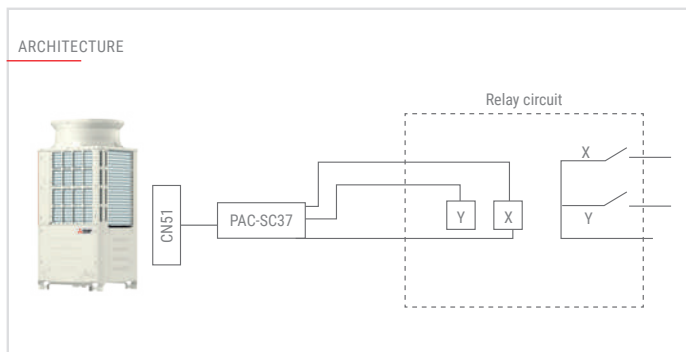 ARCHITECTURE
Relay circuit
CN51
PAC-SC37
Y
X
X
Y